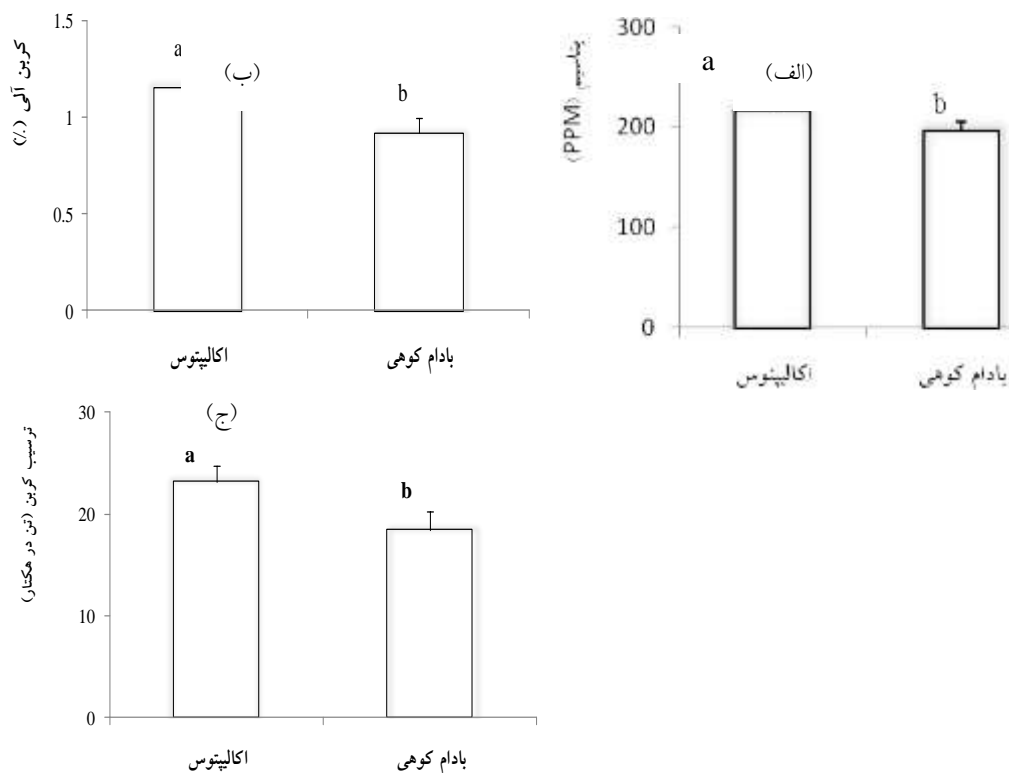 (الف)
پتاسیم (PPM)
300
200
100
0
a
b
اکالیپتوس
بادام کوهی
(ب)
کربن آلی (٪)
1.5
1
0.5
0
a
b
اکالیپتوس
بادام کوهی
(ج)
ترسیب کربن (تن در هکتار)
30
20
10
0
a
b
اکالیپتوس
بادام کوهی